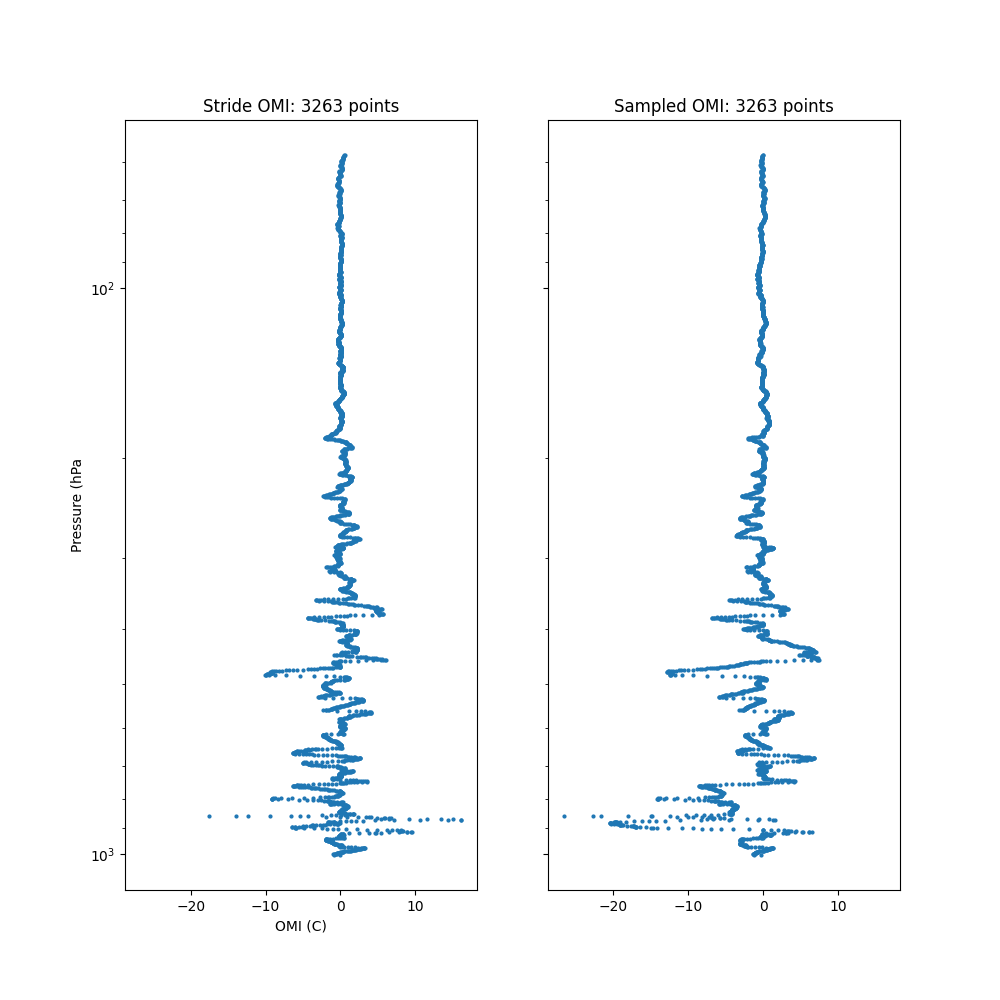 Stride OMI: 3263 points
Sampled OMI: 3263 points
Pressure (hPa
10²
10³
−20 −10 0 10
−20 −10 0 10
OMI (C)